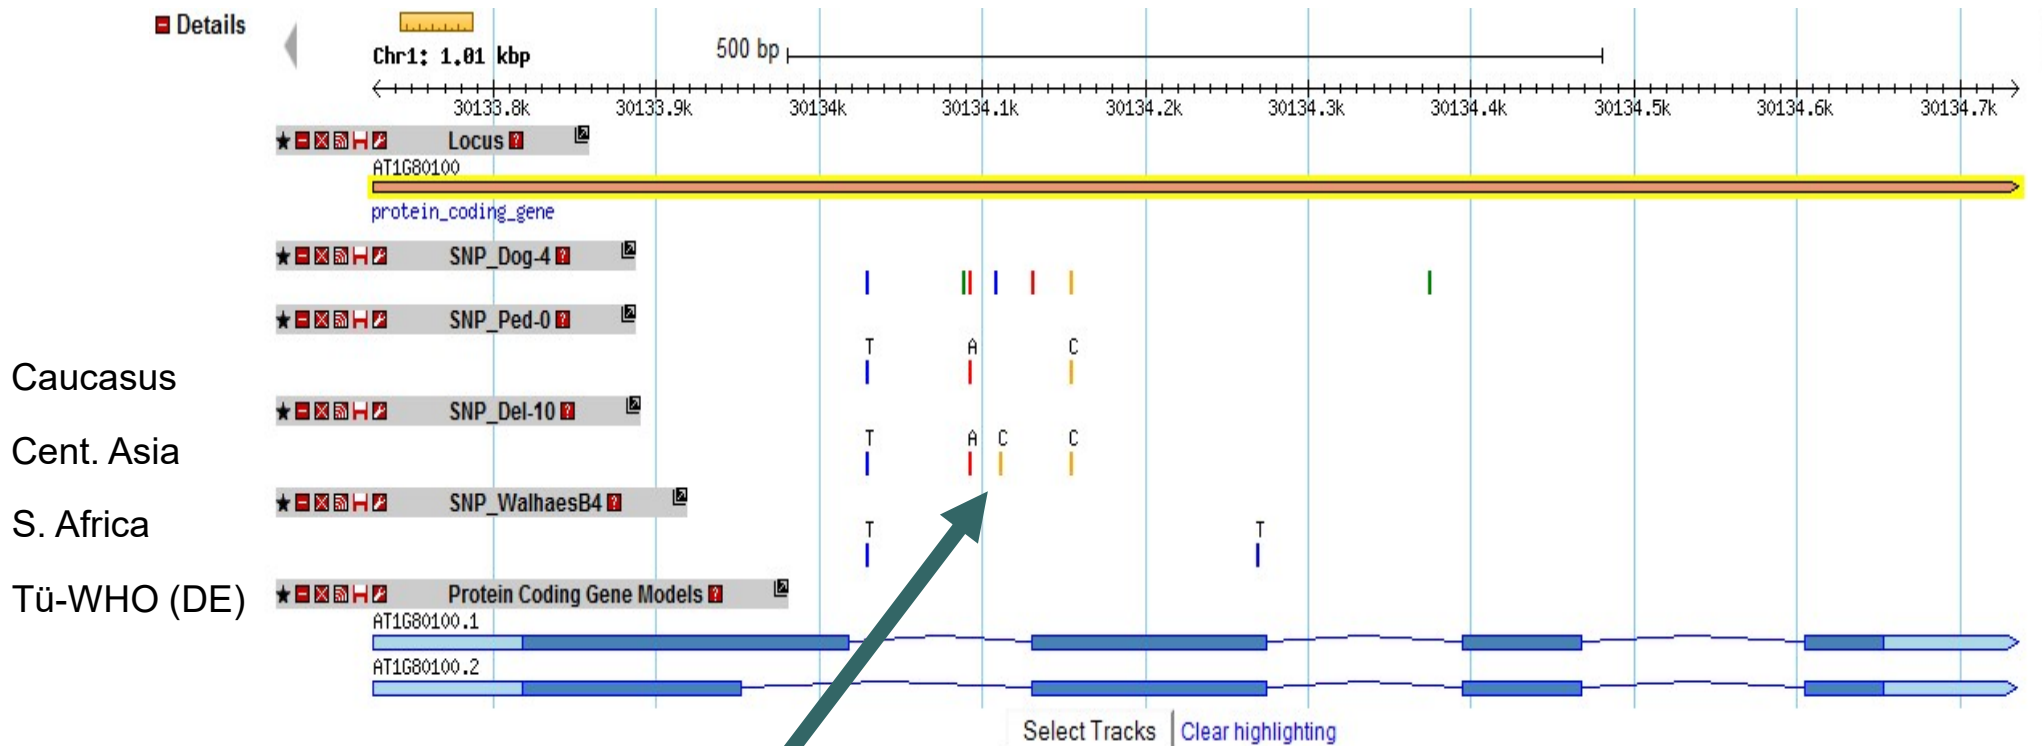 Details
Chr1: 1.01 kbp
500 bp
30133.8k 30133.9k 30134k 30134.1k 30134.2k 30134.3k 30134.4k 30134.5k 30134.6k 30134.7k
Locus ?
AT1G80100
protein_coding_gene
SNP_Dog-4 ?
SNP_Ped-0 ?
T A C
Caucasus
SNP_Del-10 ?
T A C C
Cent. Asia
SNP_WalhaesB4 ?
T T
S. Africa
Tü-WHO (DE)
Protein Coding Gene Models ?
AT1G80100.1
AT1G80100.2
Select Tracks Clear highlighting